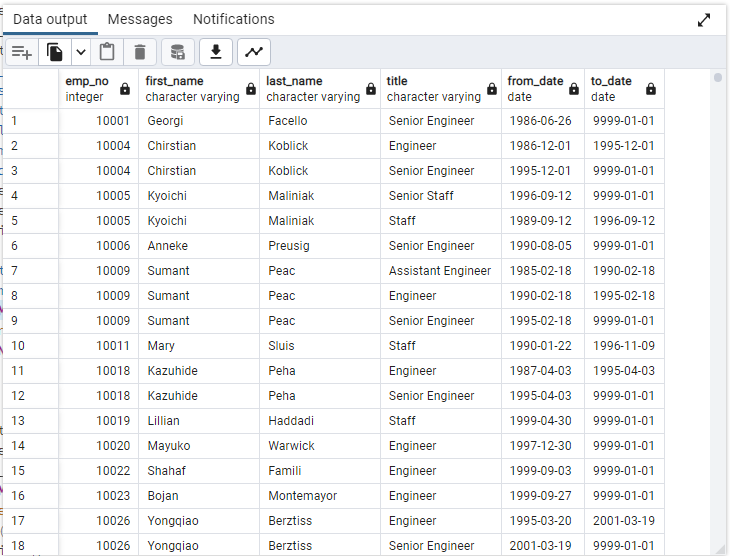 Data output Messages Notifications
emp_no first_name last_name title from_date to_date
integer character varying character varying character varying date date
1 10001 Georgi Facello Senior Engineer 1986-06-26 9999-01-01
2 10004 Chirstian Koblick Engineer 1986-12-01 1995-12-01
3 10004 Chirstian Koblick Senior Engineer 1995-12-01 9999-01-01
4 10005 Kyoichi Maliniak Senior Staff 1996-09-12 9999-01-01
5 10005 Kyoichi Maliniak Staff 1989-09-12 1996-09-12
6 10006 Anneke Preusig Senior Engineer 1990-08-05 9999-01-01
7 10009 Sumant Peac Assistant Engineer 1985-02-18 1990-02-18
8 10009 Sumant Peac Engineer 1990-02-18 1995-02-18
9 10009 Sumant Peac Senior Engineer 1995-02-18 9999-01-01
10 10011 Mary Sluis Staff 1990-01-22 1996-11-09
11 10018 Kazuhide Peha Engineer 1987-04-03 1995-04-03
12 10018 Kazuhide Peha Senior Engineer 1995-04-03 9999-01-01
13 10019 Lillian Haddadi Staff 1999-04-30 9999-01-01
14 10020 Mayuko Warwick Engineer 1997-12-30 9999-01-01
15 10022 Shahaf Famili Engineer 1999-09-03 9999-01-01
16 10023 Bojan Montemayor Engineer 1999-09-27 9999-01-01
17 10026 Yongqiao Berztiss Engineer 1995-03-20 2001-03-19
18 10026 Yongqiao Berztiss Senior Engineer 2001-03-19 9999-01-01